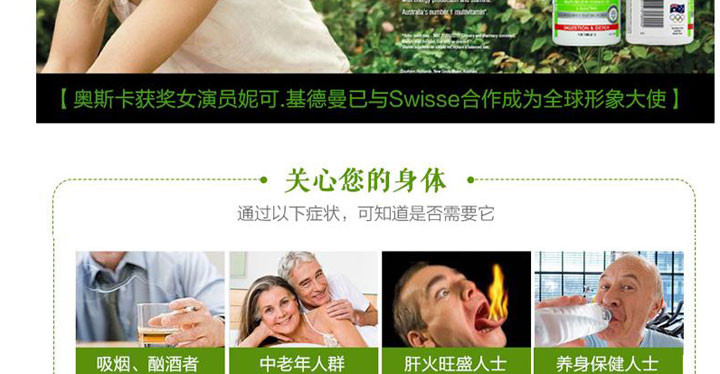 Australia's number 1 multivitamin*.
【奥斯卡获奖女演员妮可.基德曼已与Swisse合作成为全球形象大使】
关心您的身体
通过以下症状，可知道是否需要它
吸烟、酗酒者
中老年人群
肝火旺盛人士
养身保健人士